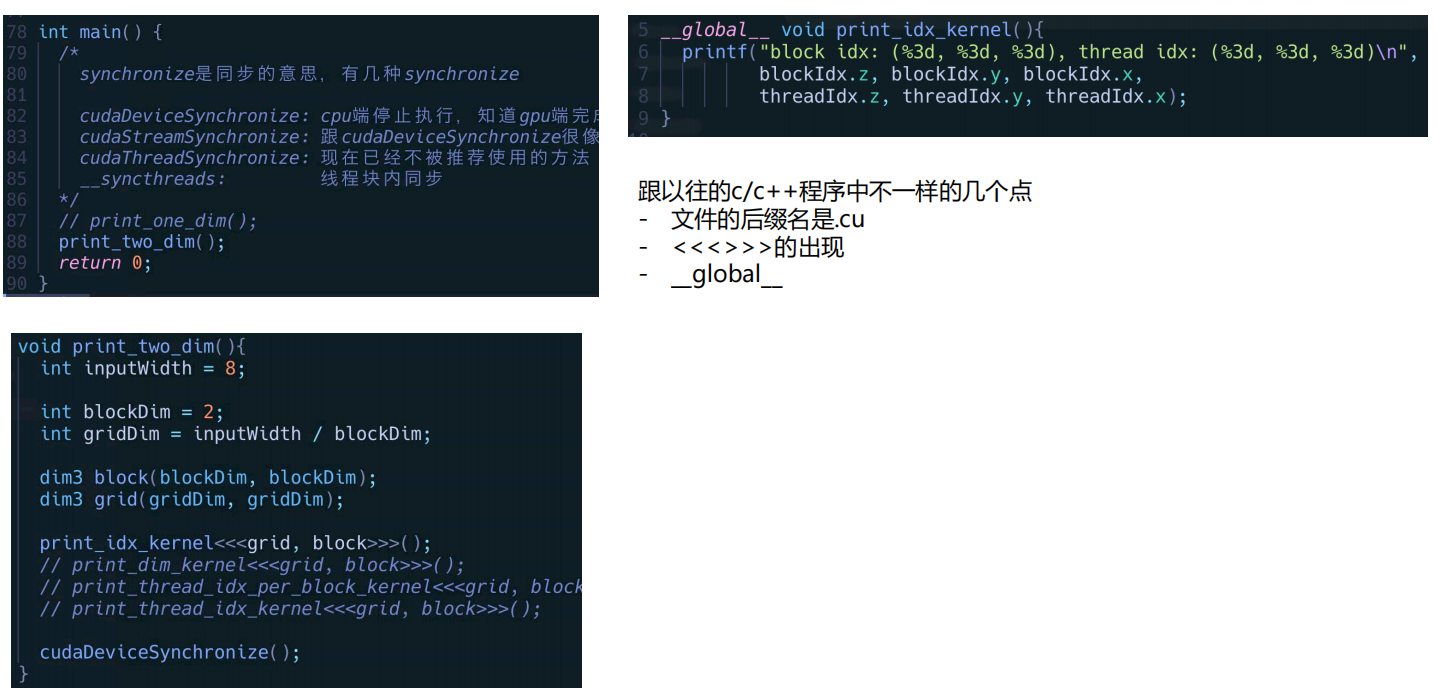 78 int main() {
79 /*
80 synchronize是同步的意思，有几种synchronize
81
82 cudaDeviceSynchronize: cpu端停止执行，知道gpu端完
83 cudaStreamSynchronize: 跟cudaDeviceSynchronize很像
84 cudaThreadSynchronize: 现在已经不被推荐使用的方法
85 __syncthreads: 线程块内同步
86 */
87 // print_one_dim();
88 print_two_dim();
89 return 0;
90 }
5 __global__ void print_idx_kernel(){
6 printf("block idx: (%3d, %3d, %3d), thread idx: (%3d, %3d, %3d)\n",
7 blockIdx.z, blockIdx.y, blockIdx.x,
8 threadIdx.z, threadIdx.y, threadIdx.x);
9 }
跟以往的c/c++程序中不一样的几个点
- 文件的后缀名是.cu
- <<<>>>的出现
- __global__
void print_two_dim(){
int inputWidth = 8;
int blockDim = 2;
int gridDim = inputWidth / blockDim;
dim3 block(blockDim, blockDim);
dim3 grid(gridDim, gridDim);
print_idx_kernel<<<grid, block>>>();
// print_dim_kernel<<<grid, block>>>();
// print_thread_idx_per_block_kernel<<<grid, block
// print_thread_idx_kernel<<<grid, block>>>();
cudaDeviceSynchronize();
}